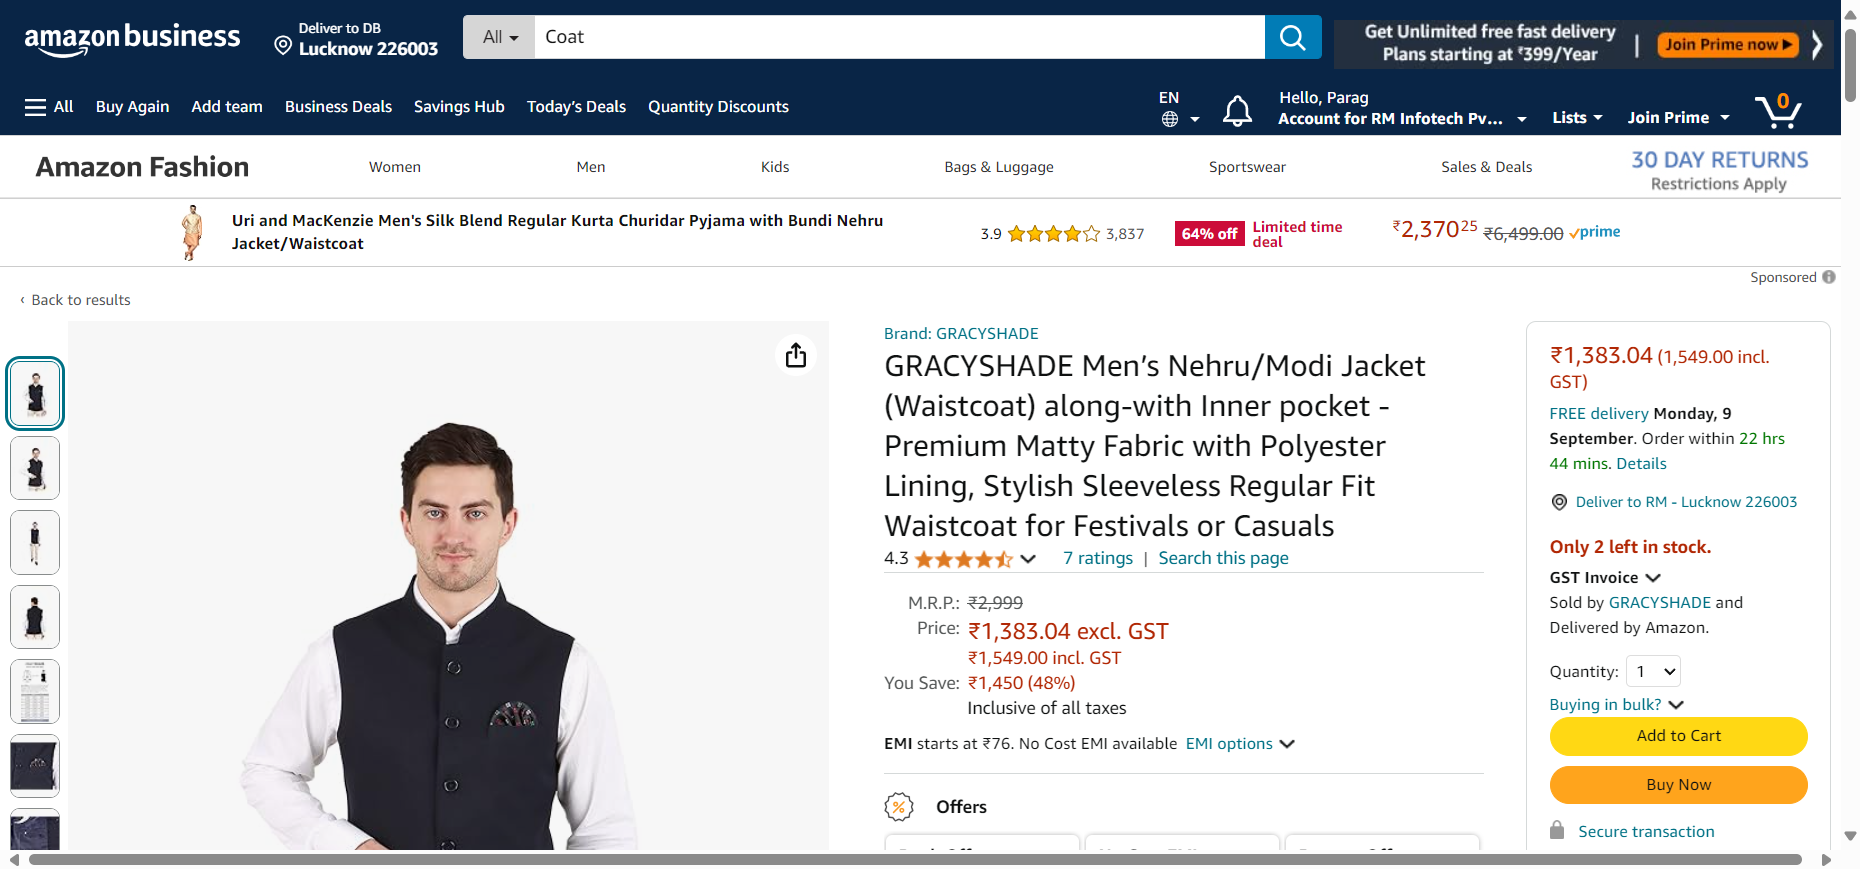 amazon business
Deliver to DB
Lucknow 226003
All
Coat
Get Unlimited free fast delivery
Plans starting at ₹399/Year
Join Prime now
All
Buy Again
Add team
Business Deals
Savings Hub
Today's Deals
Quantity Discounts
EN
Hello, Parag
Account for RM Infotech Pv...
Lists
Join Prime
0
Amazon Fashion
Women
Men
Kids
Bags & Luggage
Sportswear
Sales & Deals
30 DAY RETURNS
Restrictions Apply
Uri and MacKenzie Men's Silk Blend Regular Kurta Churidar Pyjama with Bundi Nehru
Jacket/Waistcoat
3.9
3,837
64% off
Limited time
deal
₹2,37025
₹6,499.00
prime
Sponsored
‹ Back to results
Brand: GRACYSHADE
GRACYSHADE Men’s Nehru/Modi Jacket
(Waistcoat) along-with Inner pocket -
Premium Matty Fabric with Polyester
Lining, Stylish Sleeveless Regular Fit
Waistcoat for Festivals or Casuals
4.3
7 ratings | Search this page
M.R.P.: ₹2,999
Price: ₹1,383.04 excl. GST
₹1,549.00 incl. GST
You Save: ₹1,450 (48%)
Inclusive of all taxes
EMI starts at ₹76. No Cost EMI available EMI options
Offers
₹1,383.04 (1,549.00 incl.
GST)
FREE delivery Monday, 9
September. Order within 22 hrs
44 mins. Details
Deliver to RM - Lucknow 226003
Only 2 left in stock.
GST Invoice
Sold by GRACYSHADE and
Delivered by Amazon.
Quantity: 1
Buying in bulk?
Add to Cart
Buy Now
Secure transaction